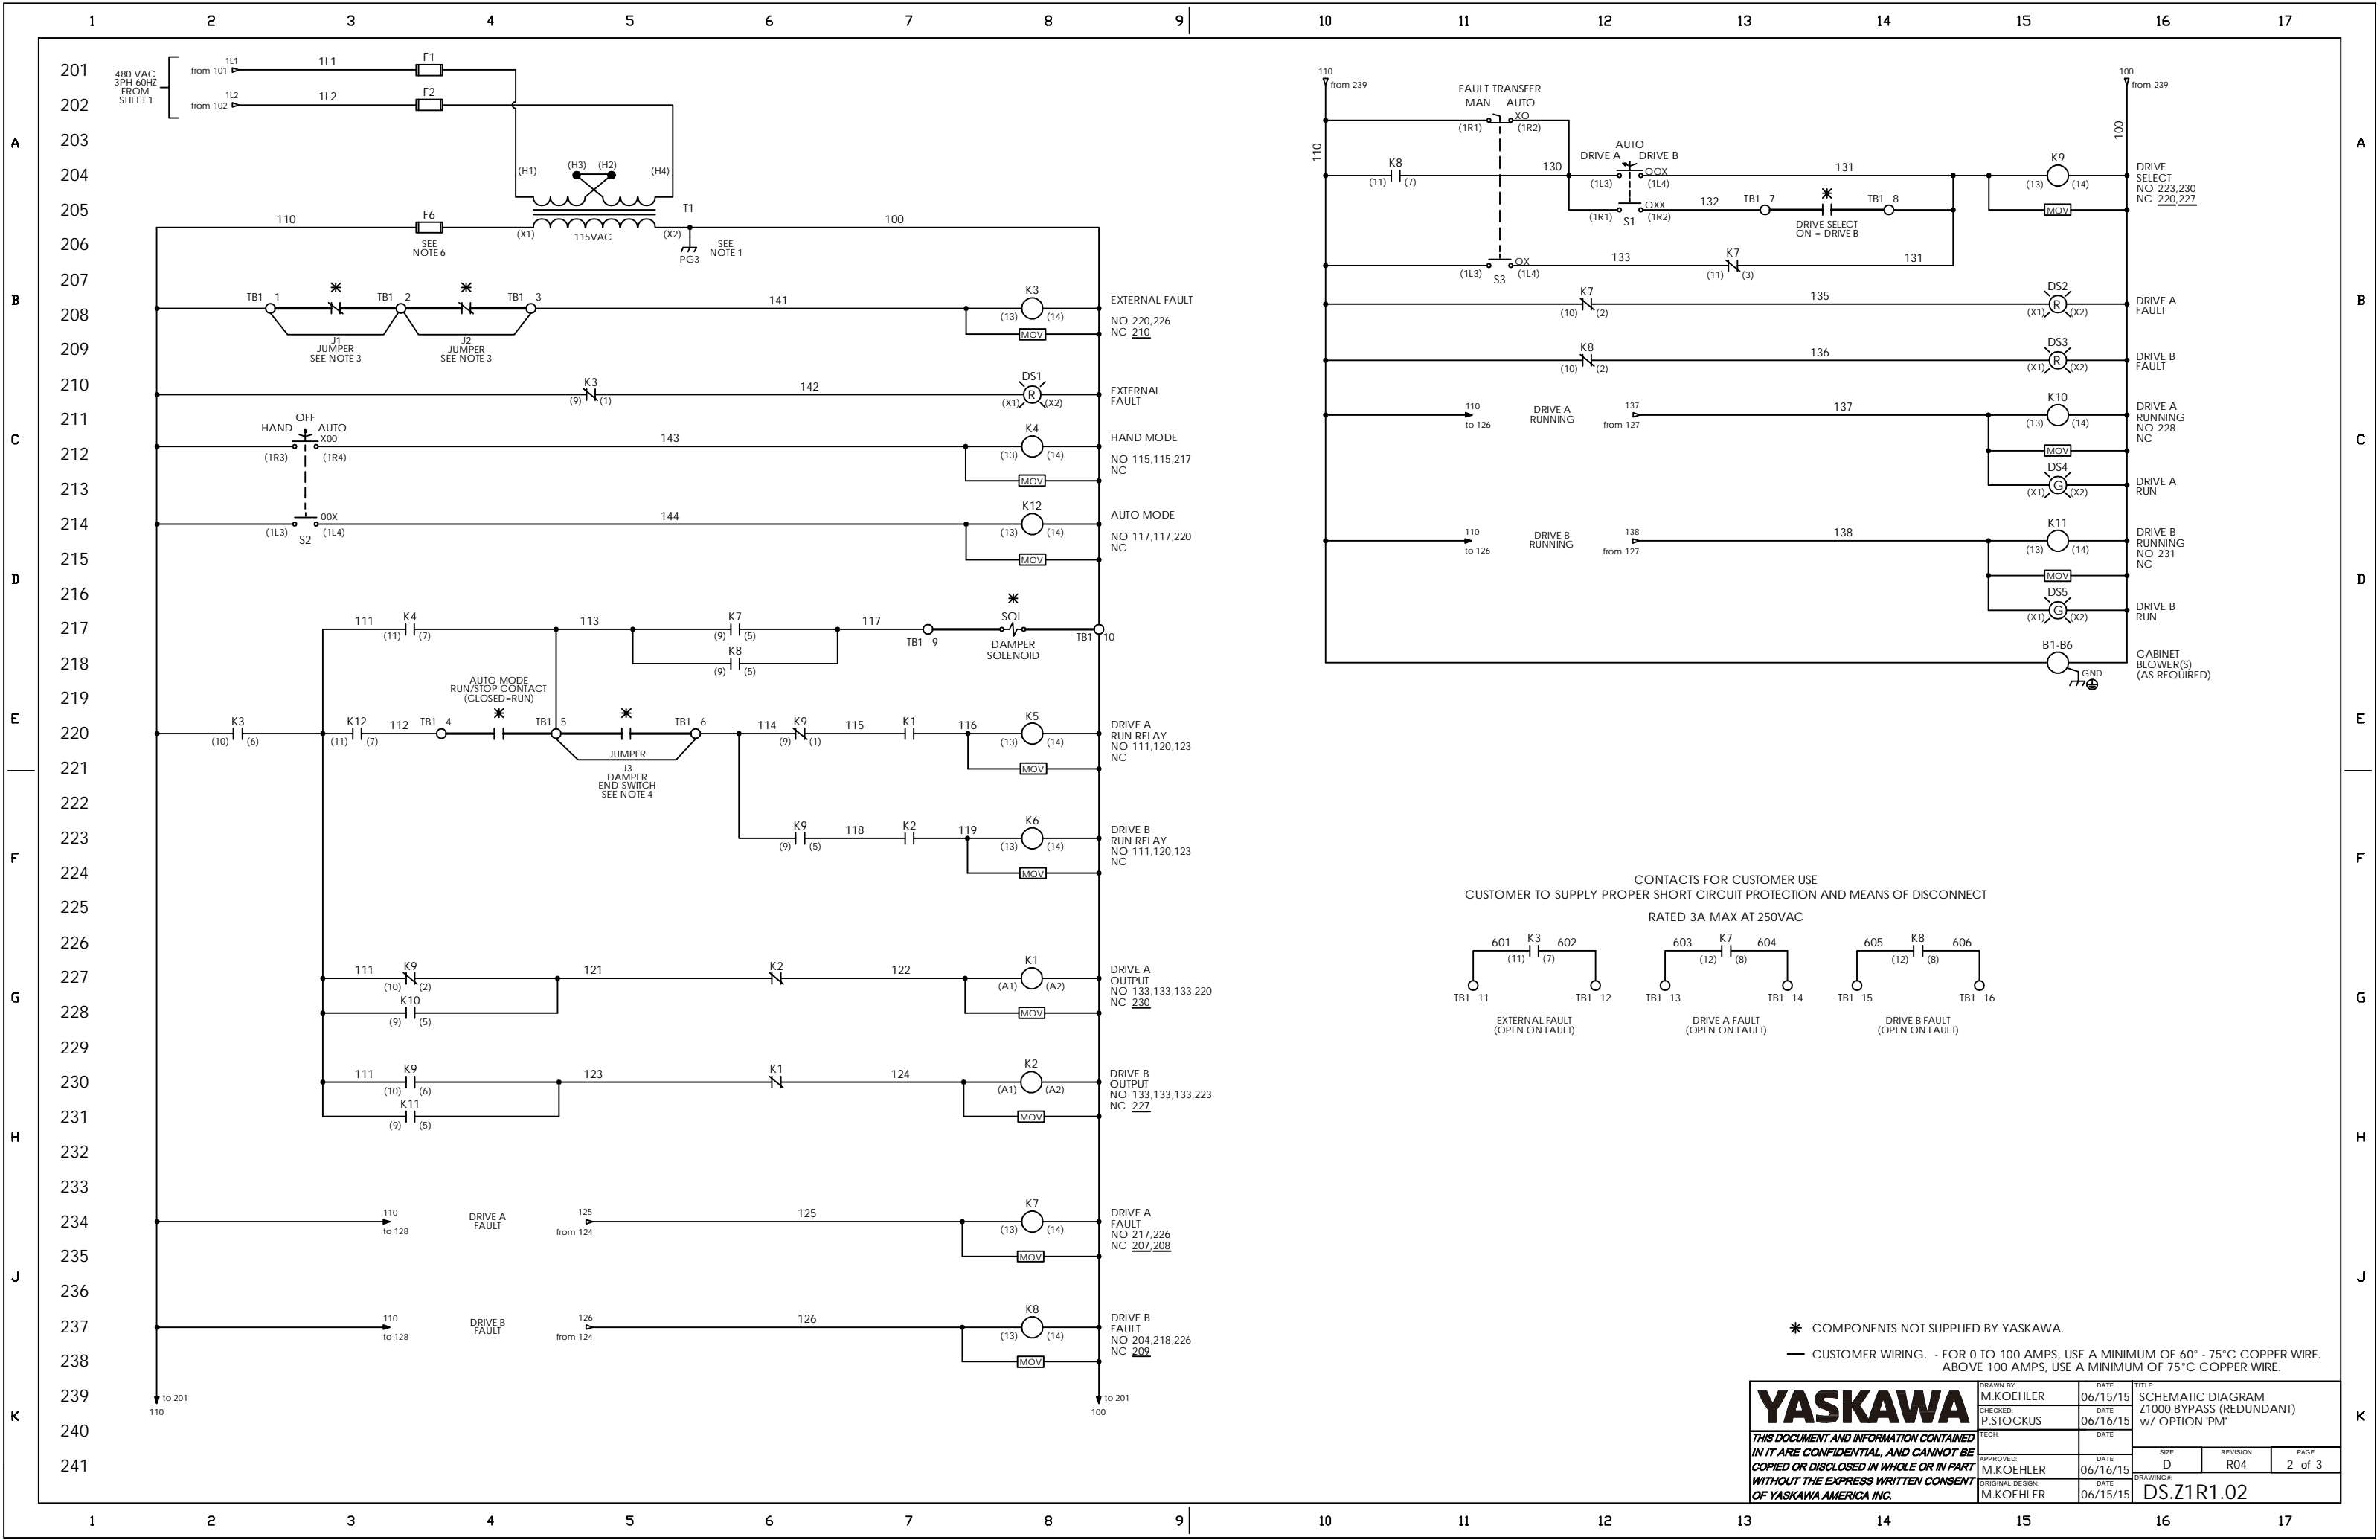 1 2 3 4 5 6 7 8 9 10 11 12 13 14 15 16 17
A
B
C
D
E
F
G
H
J
K
201
202
203
204
205
206
207
208
209
210
211
212
213
214
215
216
217
218
219
220
221
222
223
224
225
226
227
228
229
230
231
232
233
234
235
236
237
238
239
240
241
480 VAC
3PH 60HZ
FROM
SHEET 1
1L1
from 101
1L1
F1
1L2
from 102
1L2
F2
(H1) (H3) (H2) (H4)
T1
110
F6
SEE
NOTE 6
(X1) 115VAC (X2)
PG3
SEE
NOTE 1
100
TB1 1 TB1 2 TB1 3
J1
JUMPER
SEE NOTE 3
J2
JUMPER
SEE NOTE 3
141
K3
(13) (14)
MOV
EXTERNAL FAULT
NO 220,226
NC 210
K3
(9) (1)
142
DS1
R
(X1) (X2)
EXTERNAL
FAULT
OFF
HAND AUTO
X00
(1R3) (1R4)
143
K4
(13) (14)
MOV
HAND MODE
NO 115,115,217
NC
00X
(1L3) (1L4)
S2
144
K12
(13) (14)
MOV
AUTO MODE
NO 117,117,220
NC
111 K4
(11) (7)
113
K7
(9) (5)
117
TB1 9
SOL
DAMPER
SOLENOID
TB1 10
K8
(9) (5)
AUTO MODE
RUN/STOP CONTACT
(CLOSED=RUN)
K3
(10) (6)
K12
(11) (7)
112 TB1 4 TB1 5 TB1 6
JUMPER
J3
DAMPER
END SWITCH
SEE NOTE 4
114 K9
(9) (1)
115 K1 116
K5
(13) (14)
MOV
DRIVE A
RUN RELAY
NO 111,120,123
NC
K9
(9) (5)
118 K2 119
K6
(13) (14)
MOV
DRIVE B
RUN RELAY
NO 111,120,123
NC
111 K9
(10) (2)
121 K2 122
K1
(A1) (A2)
MOV
K10
(9) (5)
DRIVE A
OUTPUT
NO 133,133,133,220
NC 230
111 K9
(10) (6)
123 K1 124
K2
(A1) (A2)
MOV
K11
(9) (5)
DRIVE B
OUTPUT
NO 133,133,133,223
NC 227
110
to 128
DRIVE A
FAULT
125
from 124
125
K7
(13) (14)
MOV
DRIVE A
FAULT
NO 217,226
NC 207,208
110
to 128
DRIVE B
FAULT
126
from 124
126
K8
(13) (14)
MOV
DRIVE B
FAULT
NO 204,218,226
NC 209
to 201
110
to 201
100
110
from 239
100
from 239
110
100
FAULT TRANSFER
MAN AUTO
XO
(1R1) (1R2)
K8
(11) (7)
130
AUTO
DRIVE A DRIVE B
OOX
(1L3) (1L4)
131
K9
(13) (14)
MOV
DRIVE
SELECT
NO 223,230
NC 220,227
OXX
(1R1) (1R2)
S1
132 TB1 7 TB1 8
DRIVE SELECT
ON = DRIVE B
OX
(1L3) (1L4)
S3
133
K7
(11) (3)
131
K7
(10) (2)
135
DS2
R
(X1) (X2)
DRIVE A
FAULT
K8
(10) (2)
136
DS3
R
(X1) (X2)
DRIVE B
FAULT
110
to 126
DRIVE A
RUNNING
137
from 127
137
K10
(13) (14)
MOV
DRIVE A
RUNNING
NO 228
NC
DS4
G
(X1) (X2)
DRIVE A
RUN
110
to 126
DRIVE B
RUNNING
138
from 127
138
K11
(13) (14)
MOV
DRIVE B
RUNNING
NO 231
NC
DS5
G
(X1) (X2)
DRIVE B
RUN
B1-B6
GND
CABINET
BLOWER(S)
(AS REQUIRED)
CONTACTS FOR CUSTOMER USE
CUSTOMER TO SUPPLY PROPER SHORT CIRCUIT PROTECTION AND MEANS OF DISCONNECT
RATED 3A MAX AT 250VAC
601 K3 602
(11) (7)
TB1 11 TB1 12
EXTERNAL FAULT
(OPEN ON FAULT)
603 K7 604
(12) (8)
TB1 13 TB1 14
DRIVE A FAULT
(OPEN ON FAULT)
605 K8 606
(12) (8)
TB1 15 TB1 16
DRIVE B FAULT
(OPEN ON FAULT)
COMPONENTS NOT SUPPLIED BY YASKAWA.
CUSTOMER WIRING. - FOR 0 TO 100 AMPS, USE A MINIMUM OF 60° - 75°C COPPER WIRE.
ABOVE 100 AMPS, USE A MINIMUM OF 75°C COPPER WIRE.
YASKAWA
THIS DOCUMENT AND INFORMATION CONTAINED
IN IT ARE CONFIDENTIAL, AND CANNOT BE
COPIED OR DISCLOSED IN WHOLE OR IN PART
WITHOUT THE EXPRESS WRITTEN CONSENT
OF YASKAWA AMERICA INC.
DRAWN BY: M.KOEHLER DATE 06/15/15
CHECKED: P.STOCKUS DATE 06/16/15
TECH: DATE
APPROVED: M.KOEHLER DATE 06/16/15
ORIGINAL DESIGN: M.KOEHLER DATE 06/15/15
TITLE:
SCHEMATIC DIAGRAM
Z1000 BYPASS (REDUNDANT)
w/ OPTION 'PM'
SIZE D
REVISION R04
PAGE 2 of 3
DRAWING#: DS.Z1R1.02
1 2 3 4 5 6 7 8 9 10 11 12 13 14 15 16 17
A
B
C
D
E
F
G
H
J
K